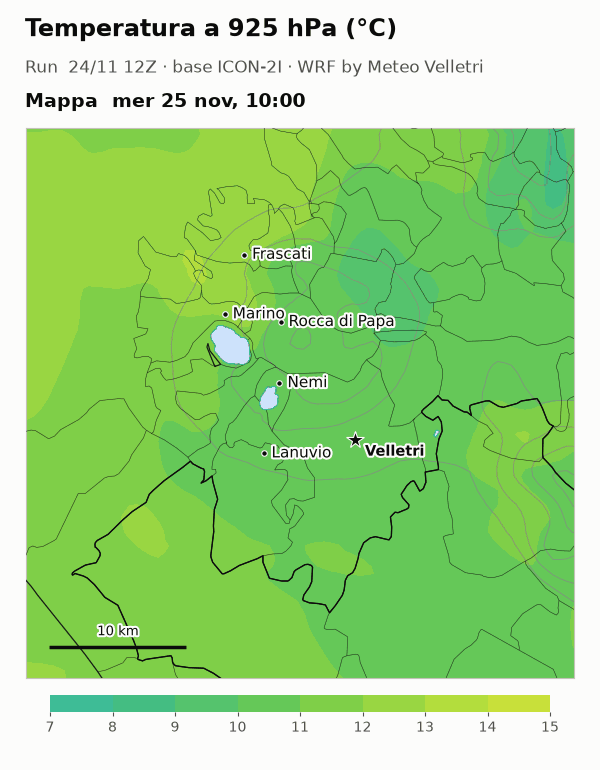 Temperatura a 925 hPa (°C)
Run  24/11 12Z · base ICON-2I · WRF by Meteo Velletri
Mappa  mer 25 nov, 10:00
Frascati
Marino
Rocca di Papa
Nemi
Velletri
Lanuvio
10 km
7 8 9 10 11 12 13 14 15